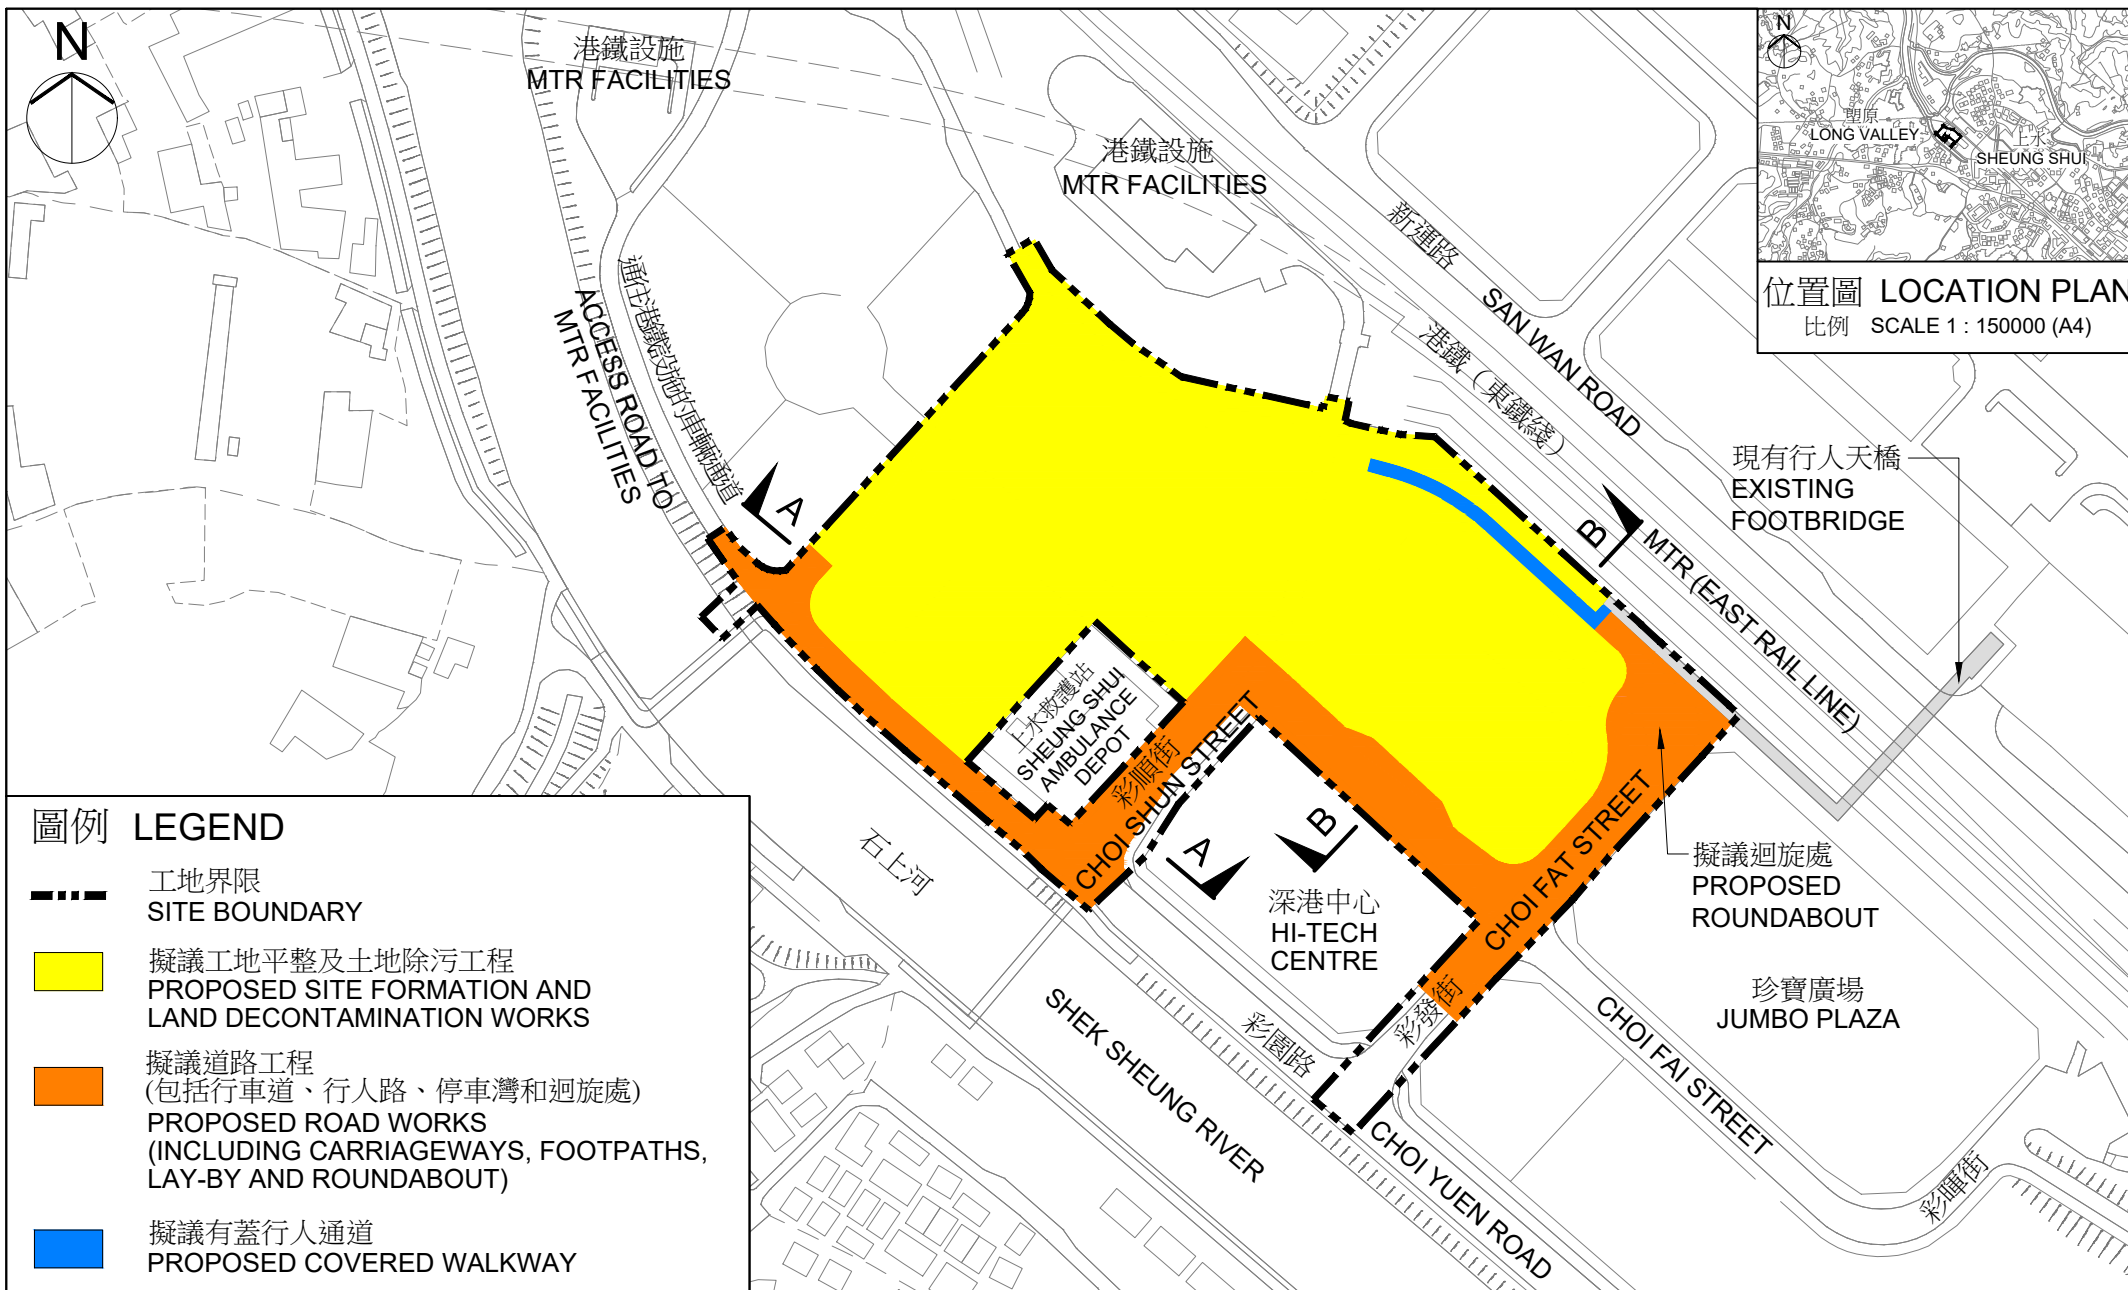 N
港鐵設施
MTR FACILITIES
港鐵設施
MTR FACILITIES
新運路
SAN WAN ROAD
港鐵（東鐵綫）
MTR (EAST RAIL LINE)
通往港鐵設施的車輛通道
ACCESS ROAD TO
MTR FACILITIES
N
塱原
LONG VALLEY
上水
SHEUNG SHUI
位置圖 LOCATION PLAN
比例 SCALE 1 : 150000 (A4)
現有行人天橋
EXISTING
FOOTBRIDGE
A
B
上水救護站
SHEUNG SHUI
AMBULANCE
DEPOT
彩順街
CHOI SHUN STREET
A
B
深港中心
HI-TECH
CENTRE
CHOI FAT STREET
彩發街
擬議迴旋處
PROPOSED
ROUNDABOUT
珍寶廣場
JUMBO PLAZA
CHOI FAI STREET
彩暉街
石上河
SHEK SHEUNG RIVER
彩園路
CHOI YUEN ROAD
圖例 LEGEND
工地界限
SITE BOUNDARY
擬議工地平整及土地除污工程
PROPOSED SITE FORMATION AND
LAND DECONTAMINATION WORKS
擬議道路工程
(包括行車道、行人路、停車灣和迴旋處)
PROPOSED ROAD WORKS
(INCLUDING CARRIAGEWAYS, FOOTPATHS,
LAY-BY AND ROUNDABOUT)
擬議有蓋行人通道
PROPOSED COVERED WALKWAY